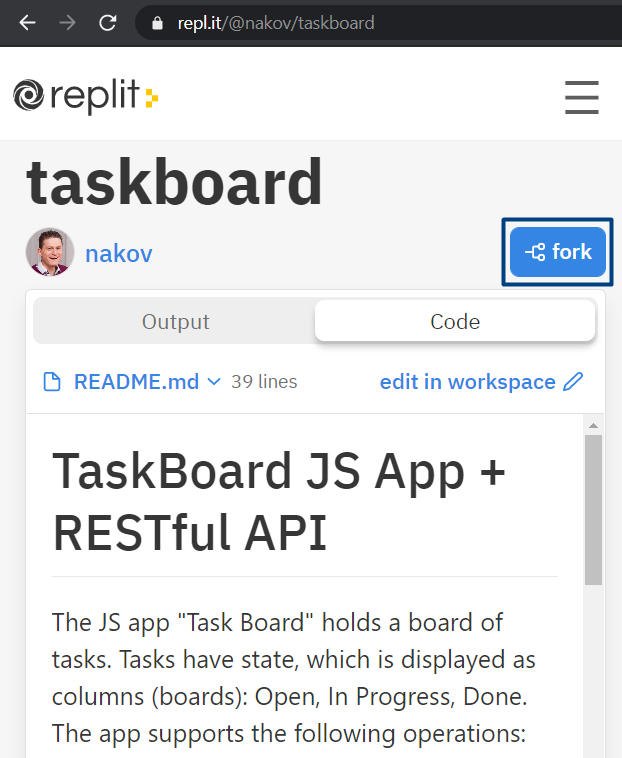 repl.it/@nakov/taskboard
replit
taskboard
nakov
fork
Output
Code
README.md 39 lines
edit in workspace
TaskBoard JS App +
RESTful API
The JS app "Task Board" holds a board of
tasks. Tasks have state, which is displayed as
columns (boards): Open, In Progress, Done.
The app supports the following operations: